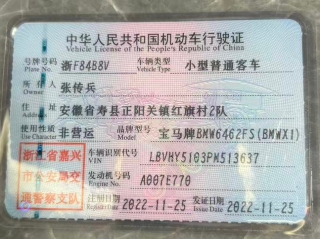 中华人民共和国机动车行驶证
Vehicle License of the People's Republic of China
号牌号码 浙F84B8V 车辆类型 小型普通客车
Plate No. Vehicle Type
所有人 张传兵
Owner
住址 安徽省寿县正阳关镇红旗村2队
Address
使用性质 非营运 品牌型号 宝马牌BMW6462FS(BMWX1)
Use Character Model
浙江省嘉兴
市公安局交
通警察支队
车辆识别代号 LBVHY5103PM513637
VIN
发动机号码 A007E770
Engine No.
注册日期 2022-11-25 发证日期 2022-11-25
Register Date Issue Date